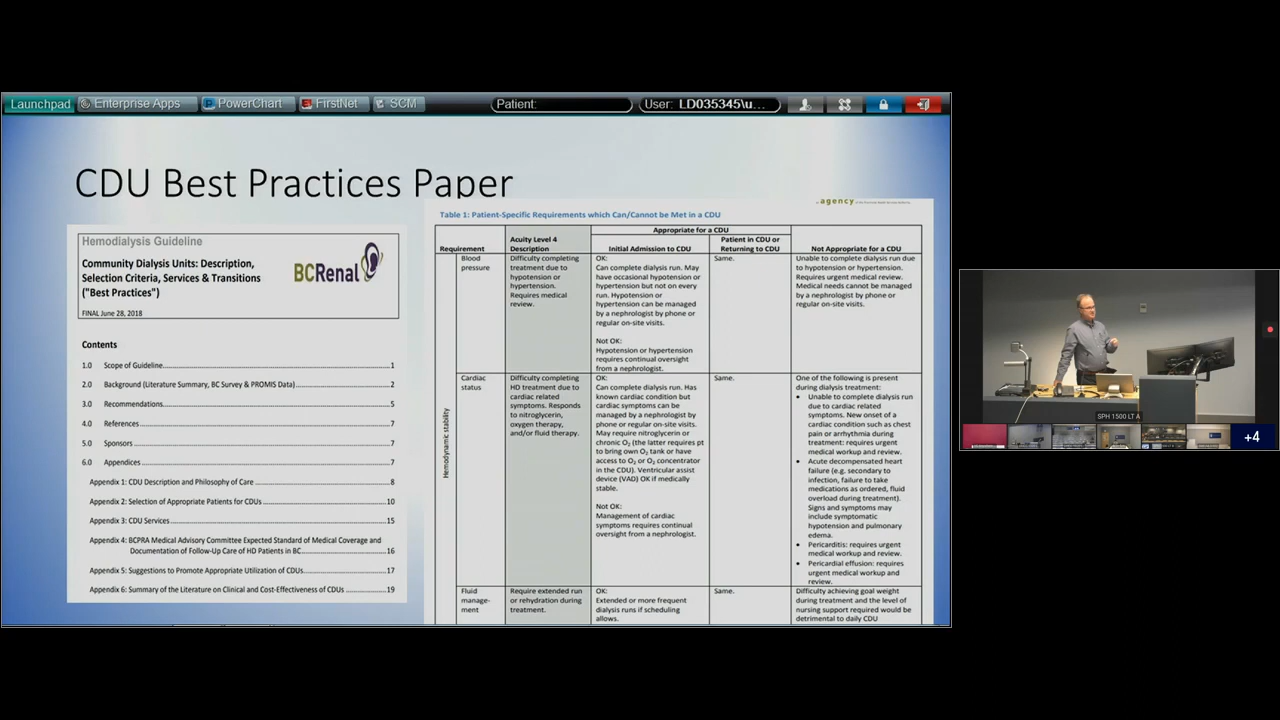 Launchpad Enterprise Apps PowerChart FirstNet SCM Patient: User: LD035345\u...
CDU Best Practices Paper
Hemodialysis Guideline
Community Dialysis Units: Description,
Selection Criteria, Services & Transitions
("Best Practices")
FINAL June 28, 2018
BCRenal
Contents
1.0 Scope of Guideline 1
2.0 Background (Literature Summary, BC Survey & PROMIS Data) 2
3.0 Recommendations 5
4.0 References 7
5.0 Sponsors 7
6.0 Appendices 7
Appendix 1: CDU Description and Philosophy of Care 8
Appendix 2: Selection of Appropriate Patients for CDUs 10
Appendix 3: CDU Services 15
Appendix 4: BCPRA Medical Advisory Committee Expected Standard of Medical Coverage and
Documentation of Follow-Up Care of HD Patients in BC 16
Appendix 5: Suggestions to Promote Appropriate Utilization of CDUs 17
Appendix 6: Summary of the Literature on Clinical and Cost-Effectiveness of CDUs 19
agency
Table 1: Patient-Specific Requirements which Can/Cannot be Met in a CDU
Requirement
Acuity Level 4
Description
Appropriate for a CDU
Initial Admission to CDU
Patient in CDU or
Returning to CDU
Not Appropriate for a CDU
Hemodynamic stability
Blood
pressure
Difficulty completing
treatment due to
hypotension or
hypertension.
Requires medical
review.
OK:
Can complete dialysis run. May
have occasional hypotension or
hypertension but not on every
run. Hypotension or
hypertension can be managed
by a nephrologist by phone or
regular on-site visits.
Not OK:
Hypotension or hypertension
requires continual oversight
from a nephrologist.
Same.
Unable to complete dialysis run due
to hypotension or hypertension.
Requires urgent medical review.
Medical needs cannot be managed
by a nephrologist by phone or
regular on-site visits.
Cardiac
status
Difficulty completing
HD treatment due to
cardiac related
symptoms. Responds
to nitroglycerin,
oxygen therapy,
and/or fluid therapy.
OK:
Can complete dialysis run. Has
known cardiac condition but
cardiac symptoms can be
managed by a nephrologist by
phone or regular on-site visits.
May require nitroglycerin or
chronic O2 (the latter requires pt
to bring own O2 tank or have
access to O2 or O2 concentrator
in the CDU). Ventricular assist
device (VAD) OK if medically
stable.
Not OK:
Management of cardiac
symptoms requires continual
oversight from a nephrologist.
Same.
One of the following is present
during dialysis treatment:
• Unable to complete dialysis run
due to cardiac related
symptoms. New onset of a
cardiac condition such as chest
pain or arrhythmia during
treatment: requires urgent
medical workup and review.
• Acute decompensated heart
failure (e.g. secondary to
infection, failure to take
medications as ordered, fluid
overload during treatment).
Signs and symptoms may
include symptomatic
hypotension and pulmonary
edema.
• Pericarditis: requires urgent
medical workup and review.
• Pericardial effusion: requires
urgent medical workup and
review.
Fluid
manage-
ment
Require extended run
or rehydration during
treatment.
OK:
Extended or more frequent
dialysis runs if scheduling
allows.
Same.
Difficulty achieving goal weight
during treatment and the level of
nursing support required would be
detrimental to daily CDU
SPH 1500 LT A
+4